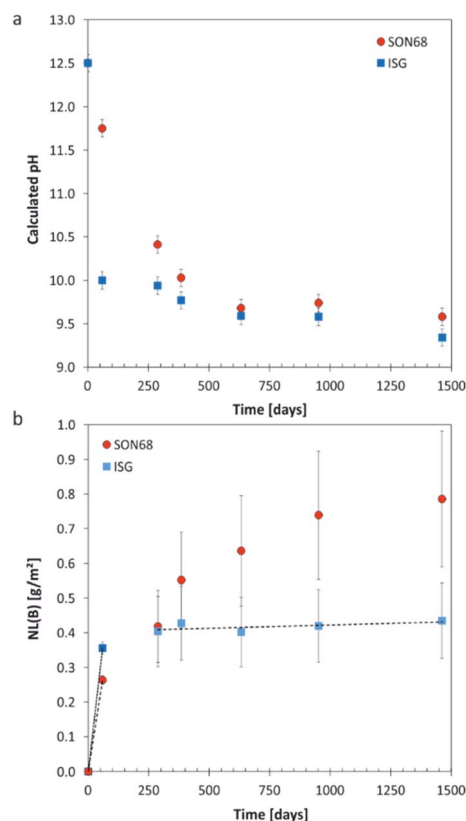 a
SON68
ISG
13.0
12.5
12.0
11.5
11.0
10.5
10.0
9.5
9.0
Calculated pH
0 250 500 750 1000 1250 1500
Time [days]
b
SON68
ISG
1.0
0.9
0.8
0.7
0.6
0.5
0.4
0.3
0.2
0.1
0.0
NL(B) [g/m²]
0 250 500 750 1000 1250 1500
Time [days]